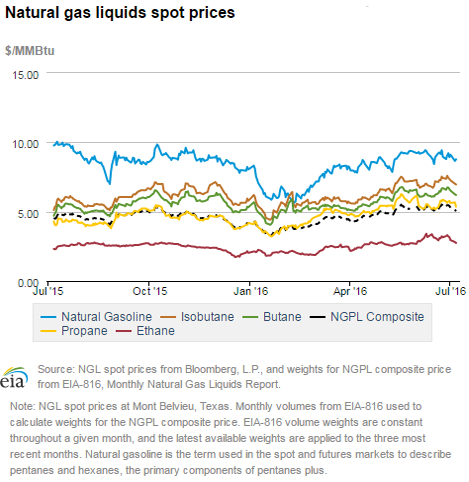 Natural gas liquids spot prices
$/MMBtu
15.00
10.00
5.00
0.00
Jul '15 Oct '15 Jan '16 Apr '16 Jul '16
Natural Gasoline Isobutane Butane NGPL Composite
Propane Ethane
eia
Source: NGL spot prices from Bloomberg, L.P., and weights for NGPL composite price
from EIA-816, Monthly Natural Gas Liquids Report.
Note: NGL spot prices at Mont Belvieu, Texas. Monthly volumes from EIA-816 used to
calculate weights for the NGPL composite price. EIA-816 volume weights are constant
throughout a given month, and the latest available weights are applied to the three most
recent months. Natural gasoline is the term used in the spot and futures markets to describe
pentanes and hexanes, the primary components of pentanes plus.